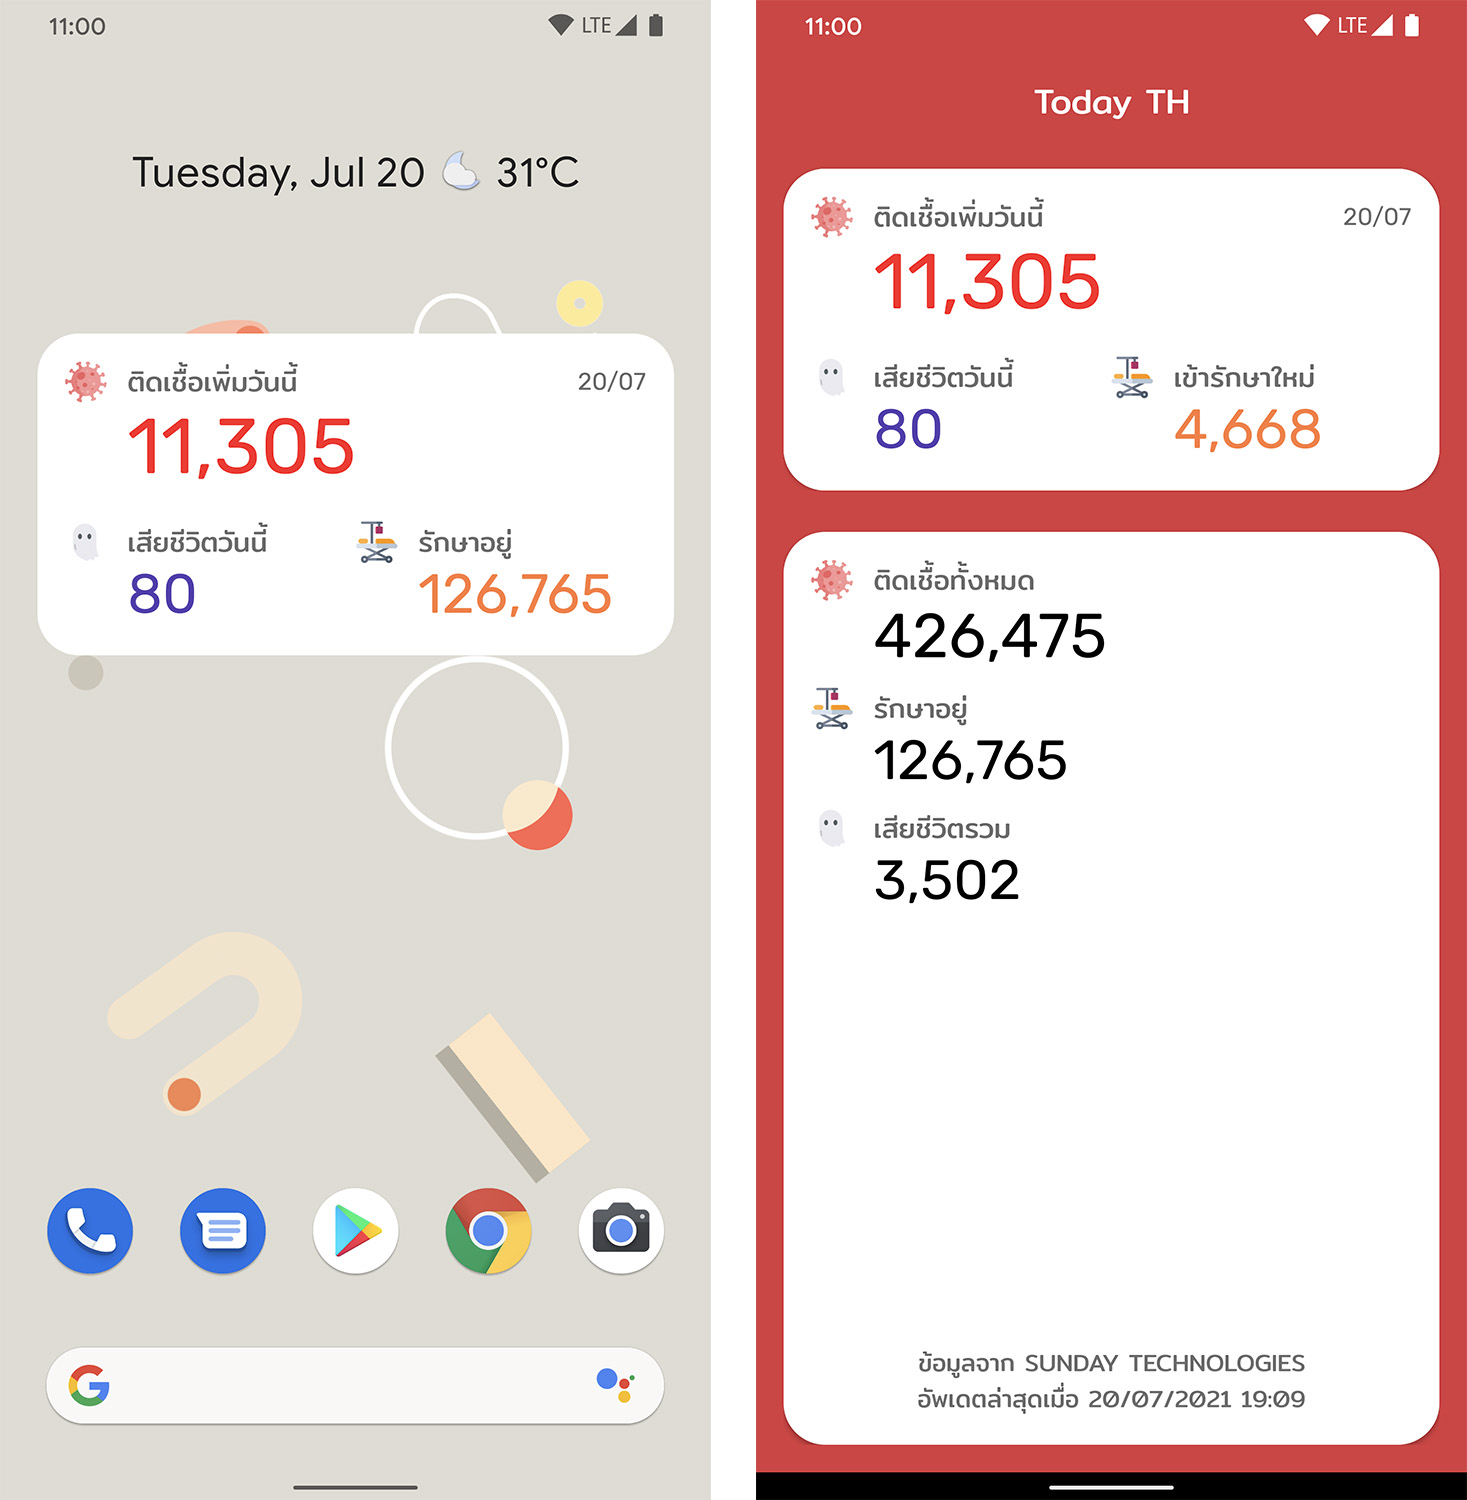 11:00
LTE
Tuesday, Jul 20 31°C
ติดเชื้อเพิ่มวันนี้ 20/07
11,305
เสียชีวิตวันนี้ รักษาอยู่
80 126,765
11:00
LTE
Today TH
ติดเชื้อเพิ่มวันนี้ 20/07
11,305
เสียชีวิตวันนี้ เข้ารักษาใหม่
80 4,668
ติดเชื้อทั้งหมด
426,475
รักษาอยู่
126,765
เสียชีวิตรวม
3,502
ข้อมูลจาก SUNDAY TECHNOLOGIES
อัพเดตล่าสุดเมื่อ 20/07/2021 19:09